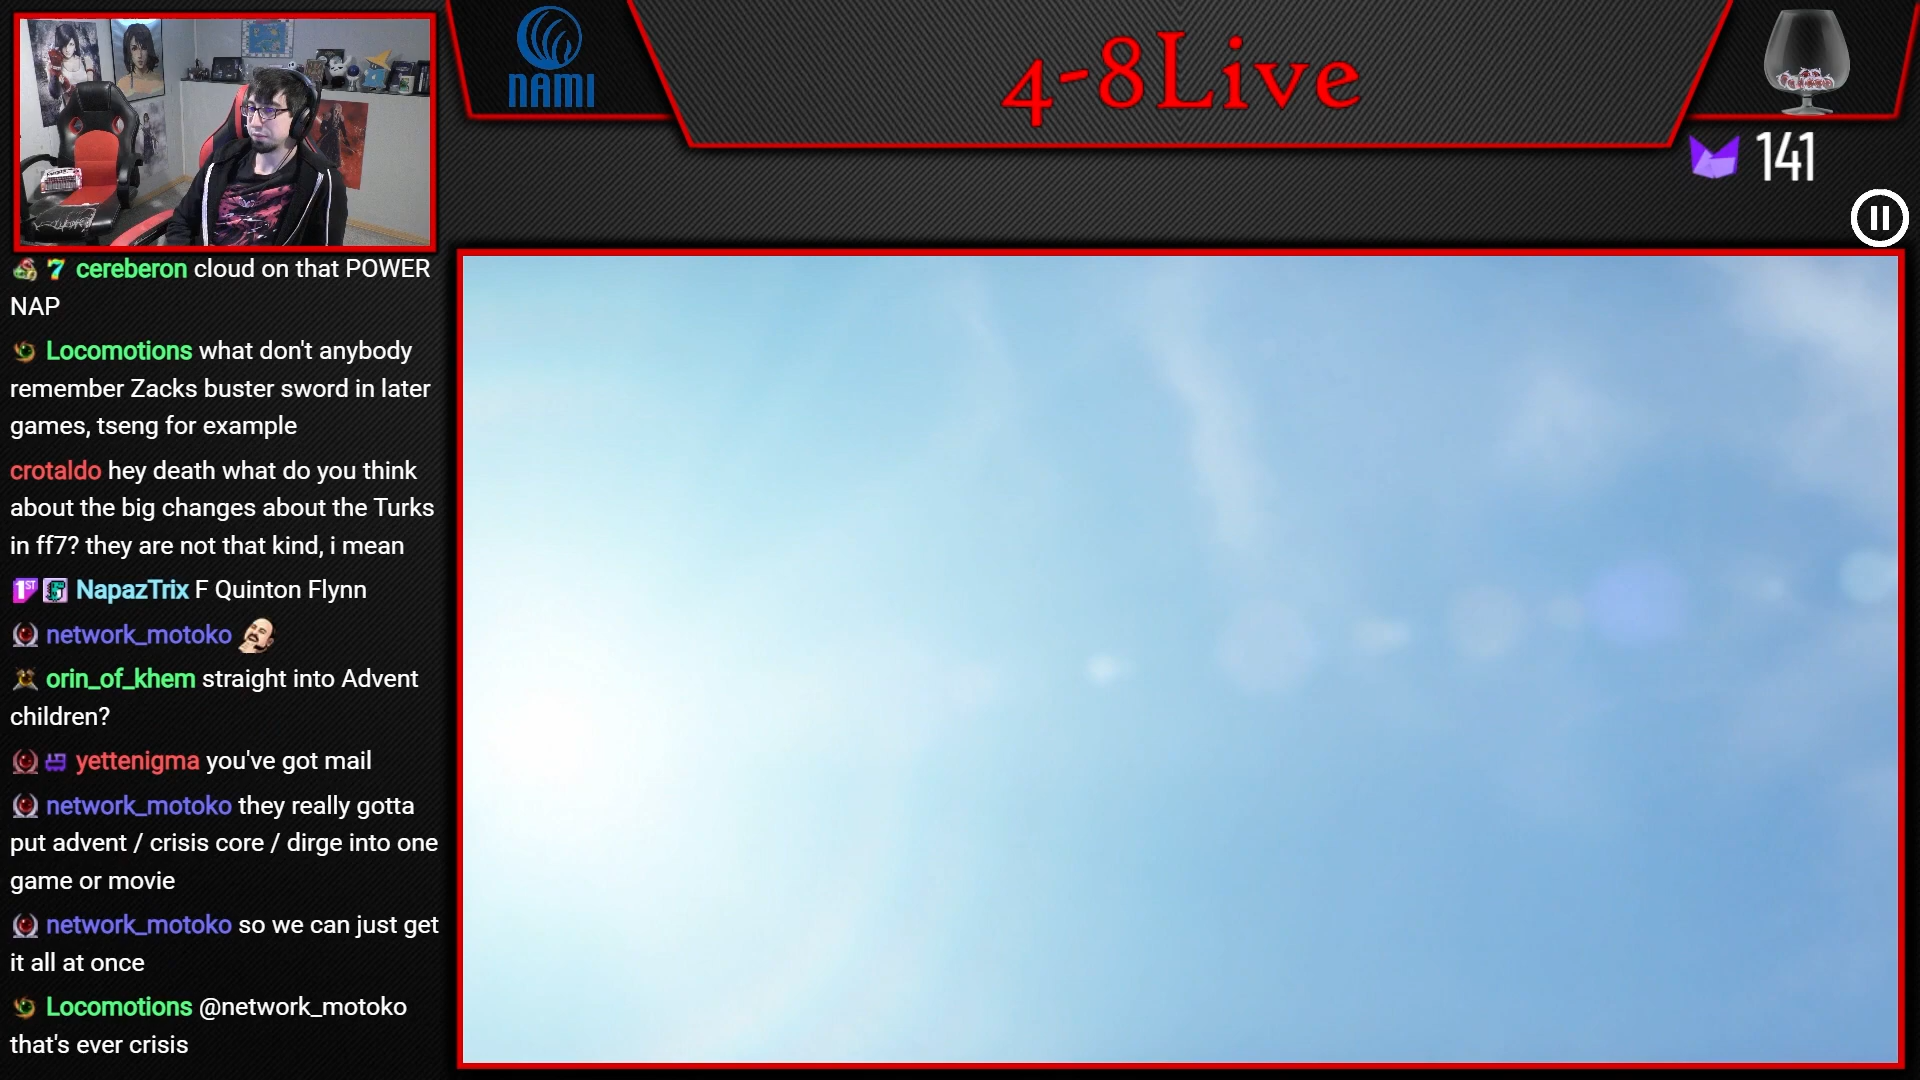 NAMI
4-8Live
141
7 cereberon cloud on that POWER
NAP
Locomotions what don't anybody
remember Zacks buster sword in later
games, tseng for example
crotaldo hey death what do you think
about the big changes about the Turks
in ff7? they are not that kind, i mean
1ST NapazTrix F Quinton Flynn
network_motoko
orin_of_khem straight into Advent
children?
yettenigma you've got mail
network_motoko they really gotta
put advent / crisis core / dirge into one
game or movie
network_motoko so we can just get
it all at once
Locomotions @network_motoko
that's ever crisis